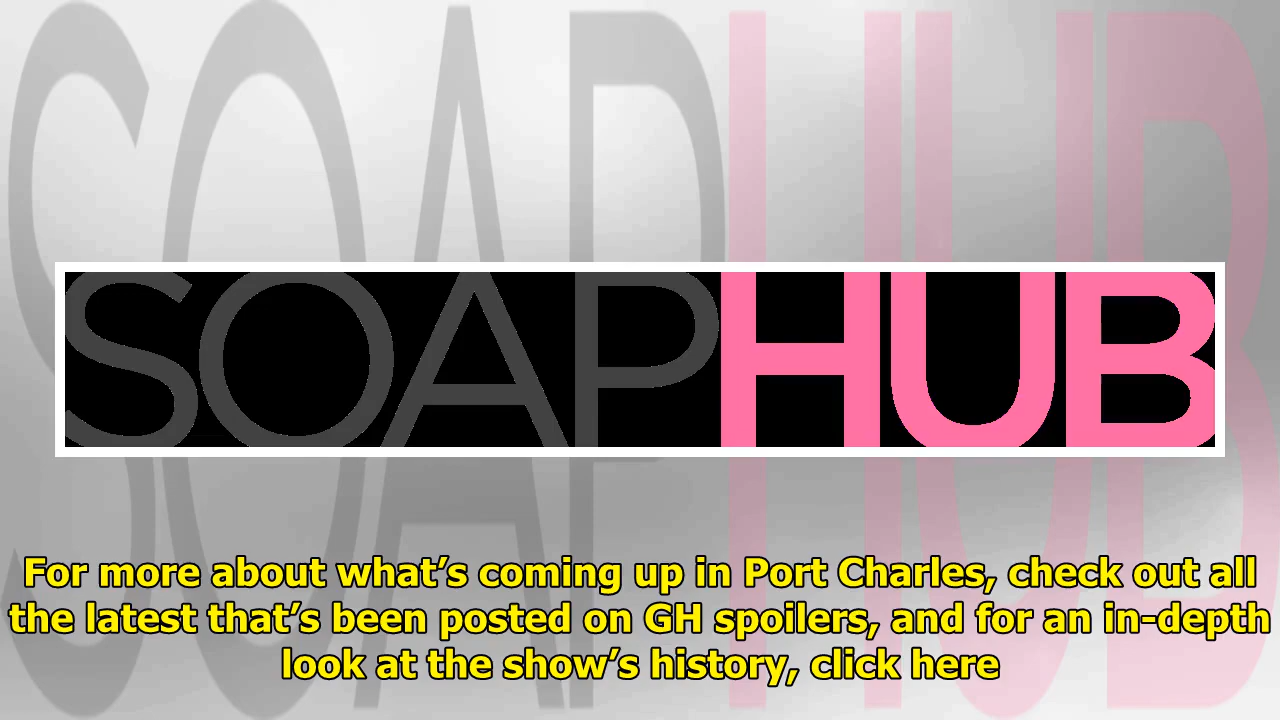 SOAPHUB
SOAPHUB
For more about what’s coming up in Port Charles, check out all
the latest that’s been posted on GH spoilers, and for an in-depth
look at the show’s history, click here